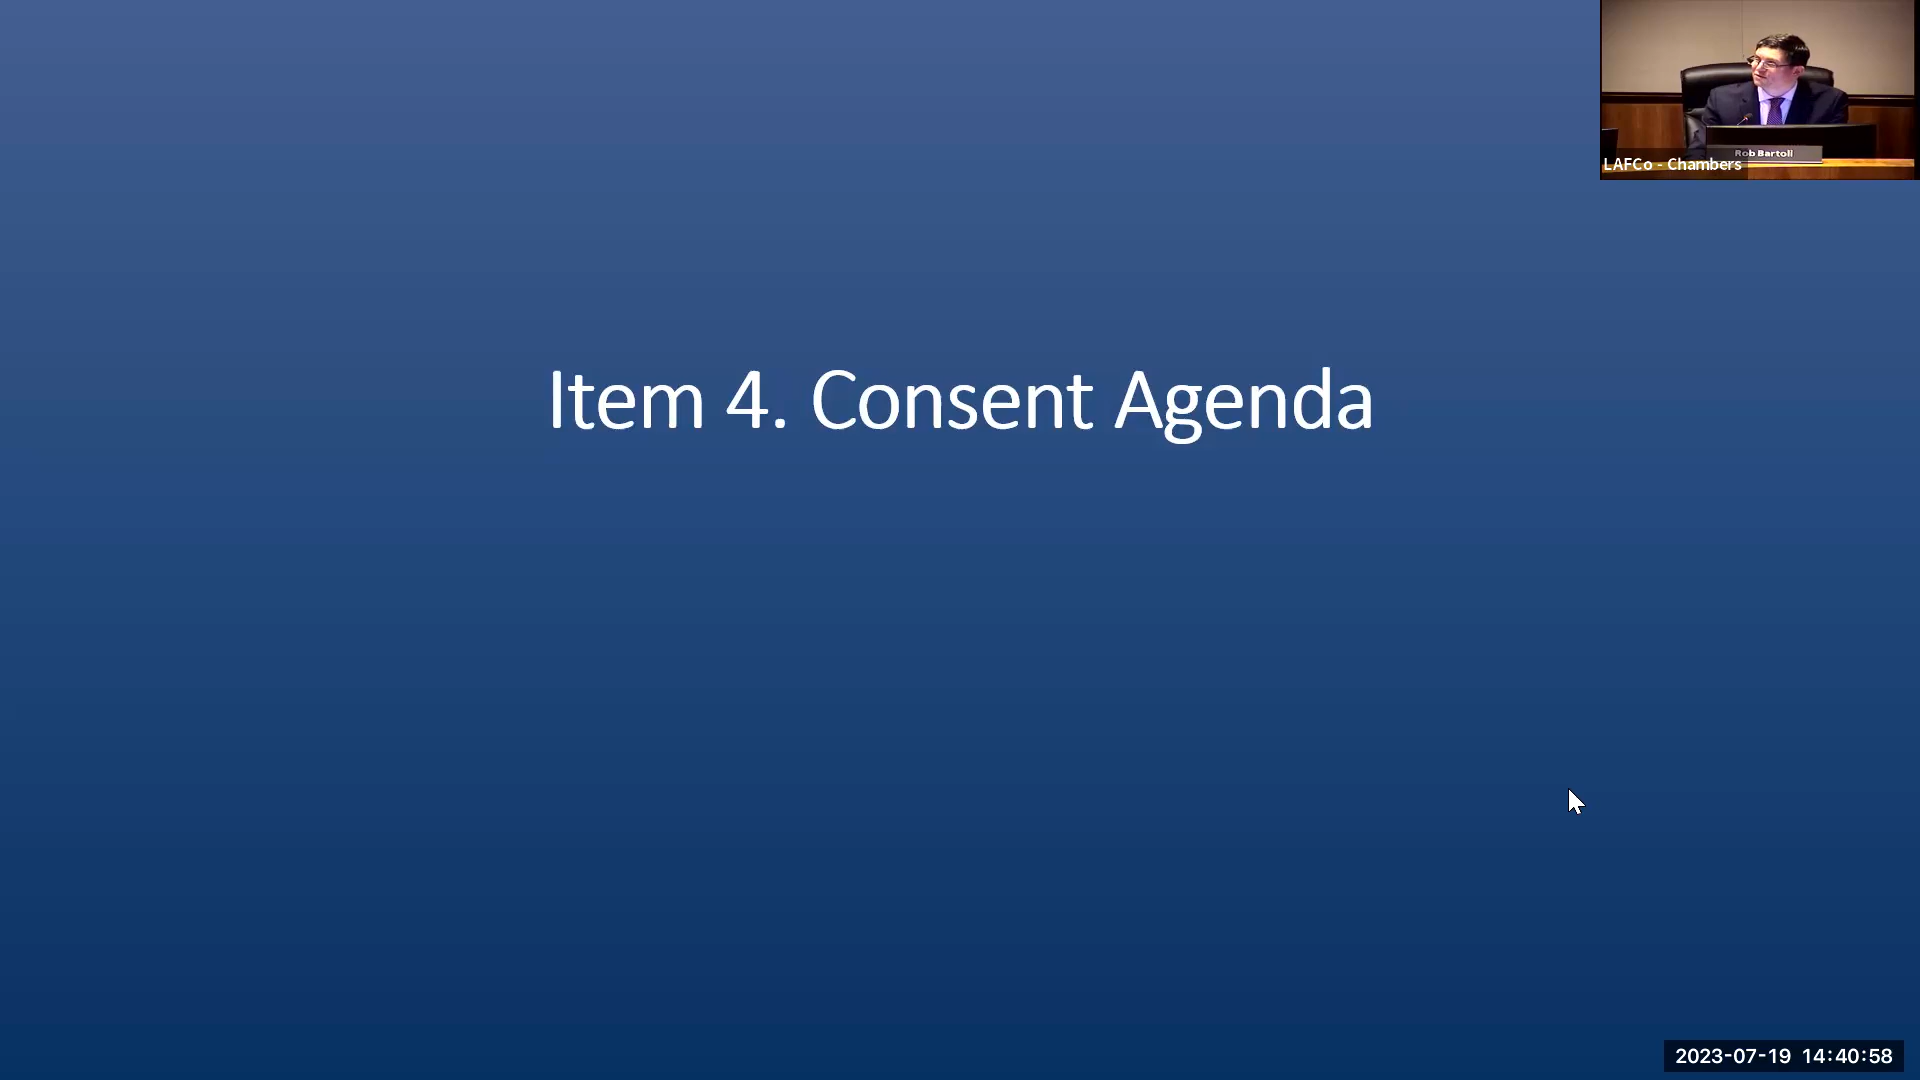 Rob Bartoli
LAFCo - Chambers
Item 4. Consent Agenda
2023-07-19 14:40:58